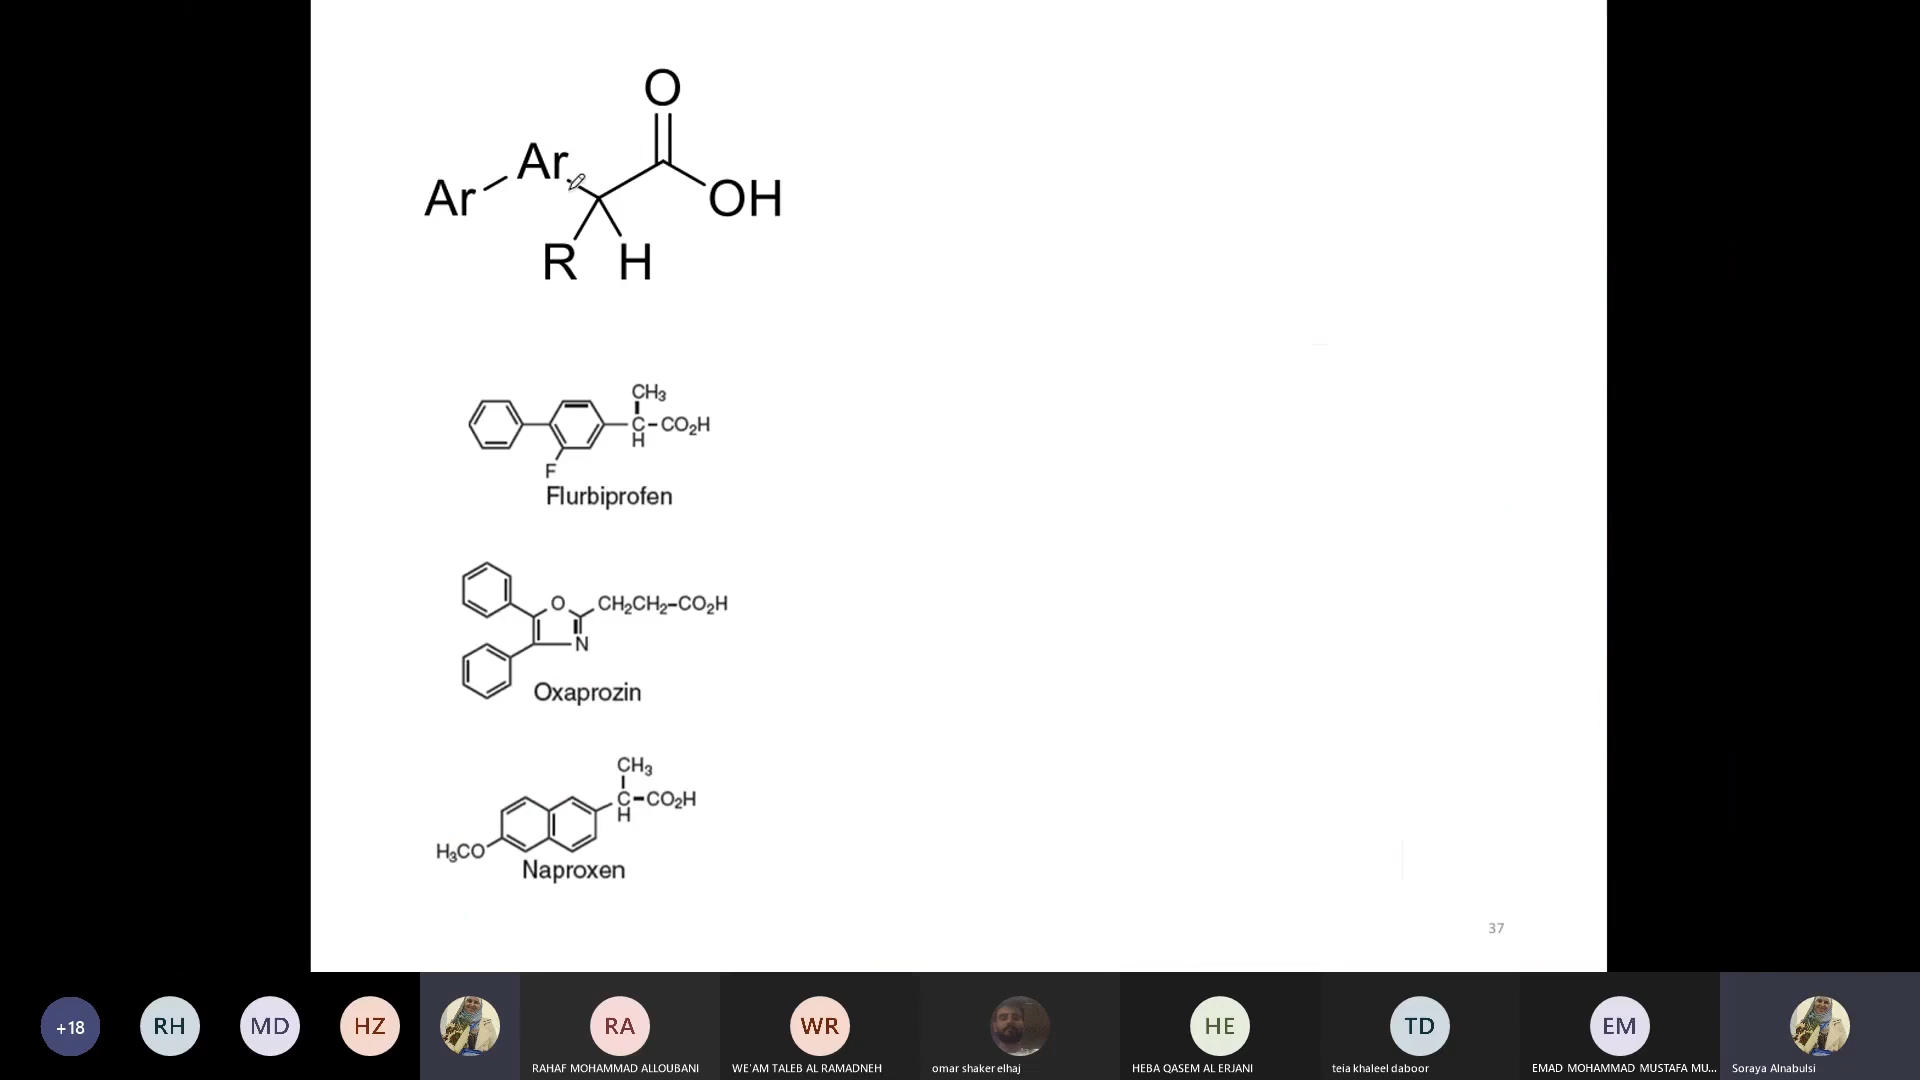 O
Ar
Ar
OH
R H
CH₃
C-CO₂H
H
F
Flurbiprofen
O
CH₂CH₂-CO₂H
N
Oxaprozin
CH₃
C-CO₂H
H
H₃CO
Naproxen
37
+18
RH
MD
HZ
RA
WR
HE
TD
EM
RAHAF MOHAMMAD ALLOUBANI
WE'AM TALEB AL RAMADNEH
omar shaker elhaj
HEBA QASEM AL ERJANI
teia khaleel daboor
EMAD MOHAMMAD MUSTAFA MU...
Soraya Alnabulsi